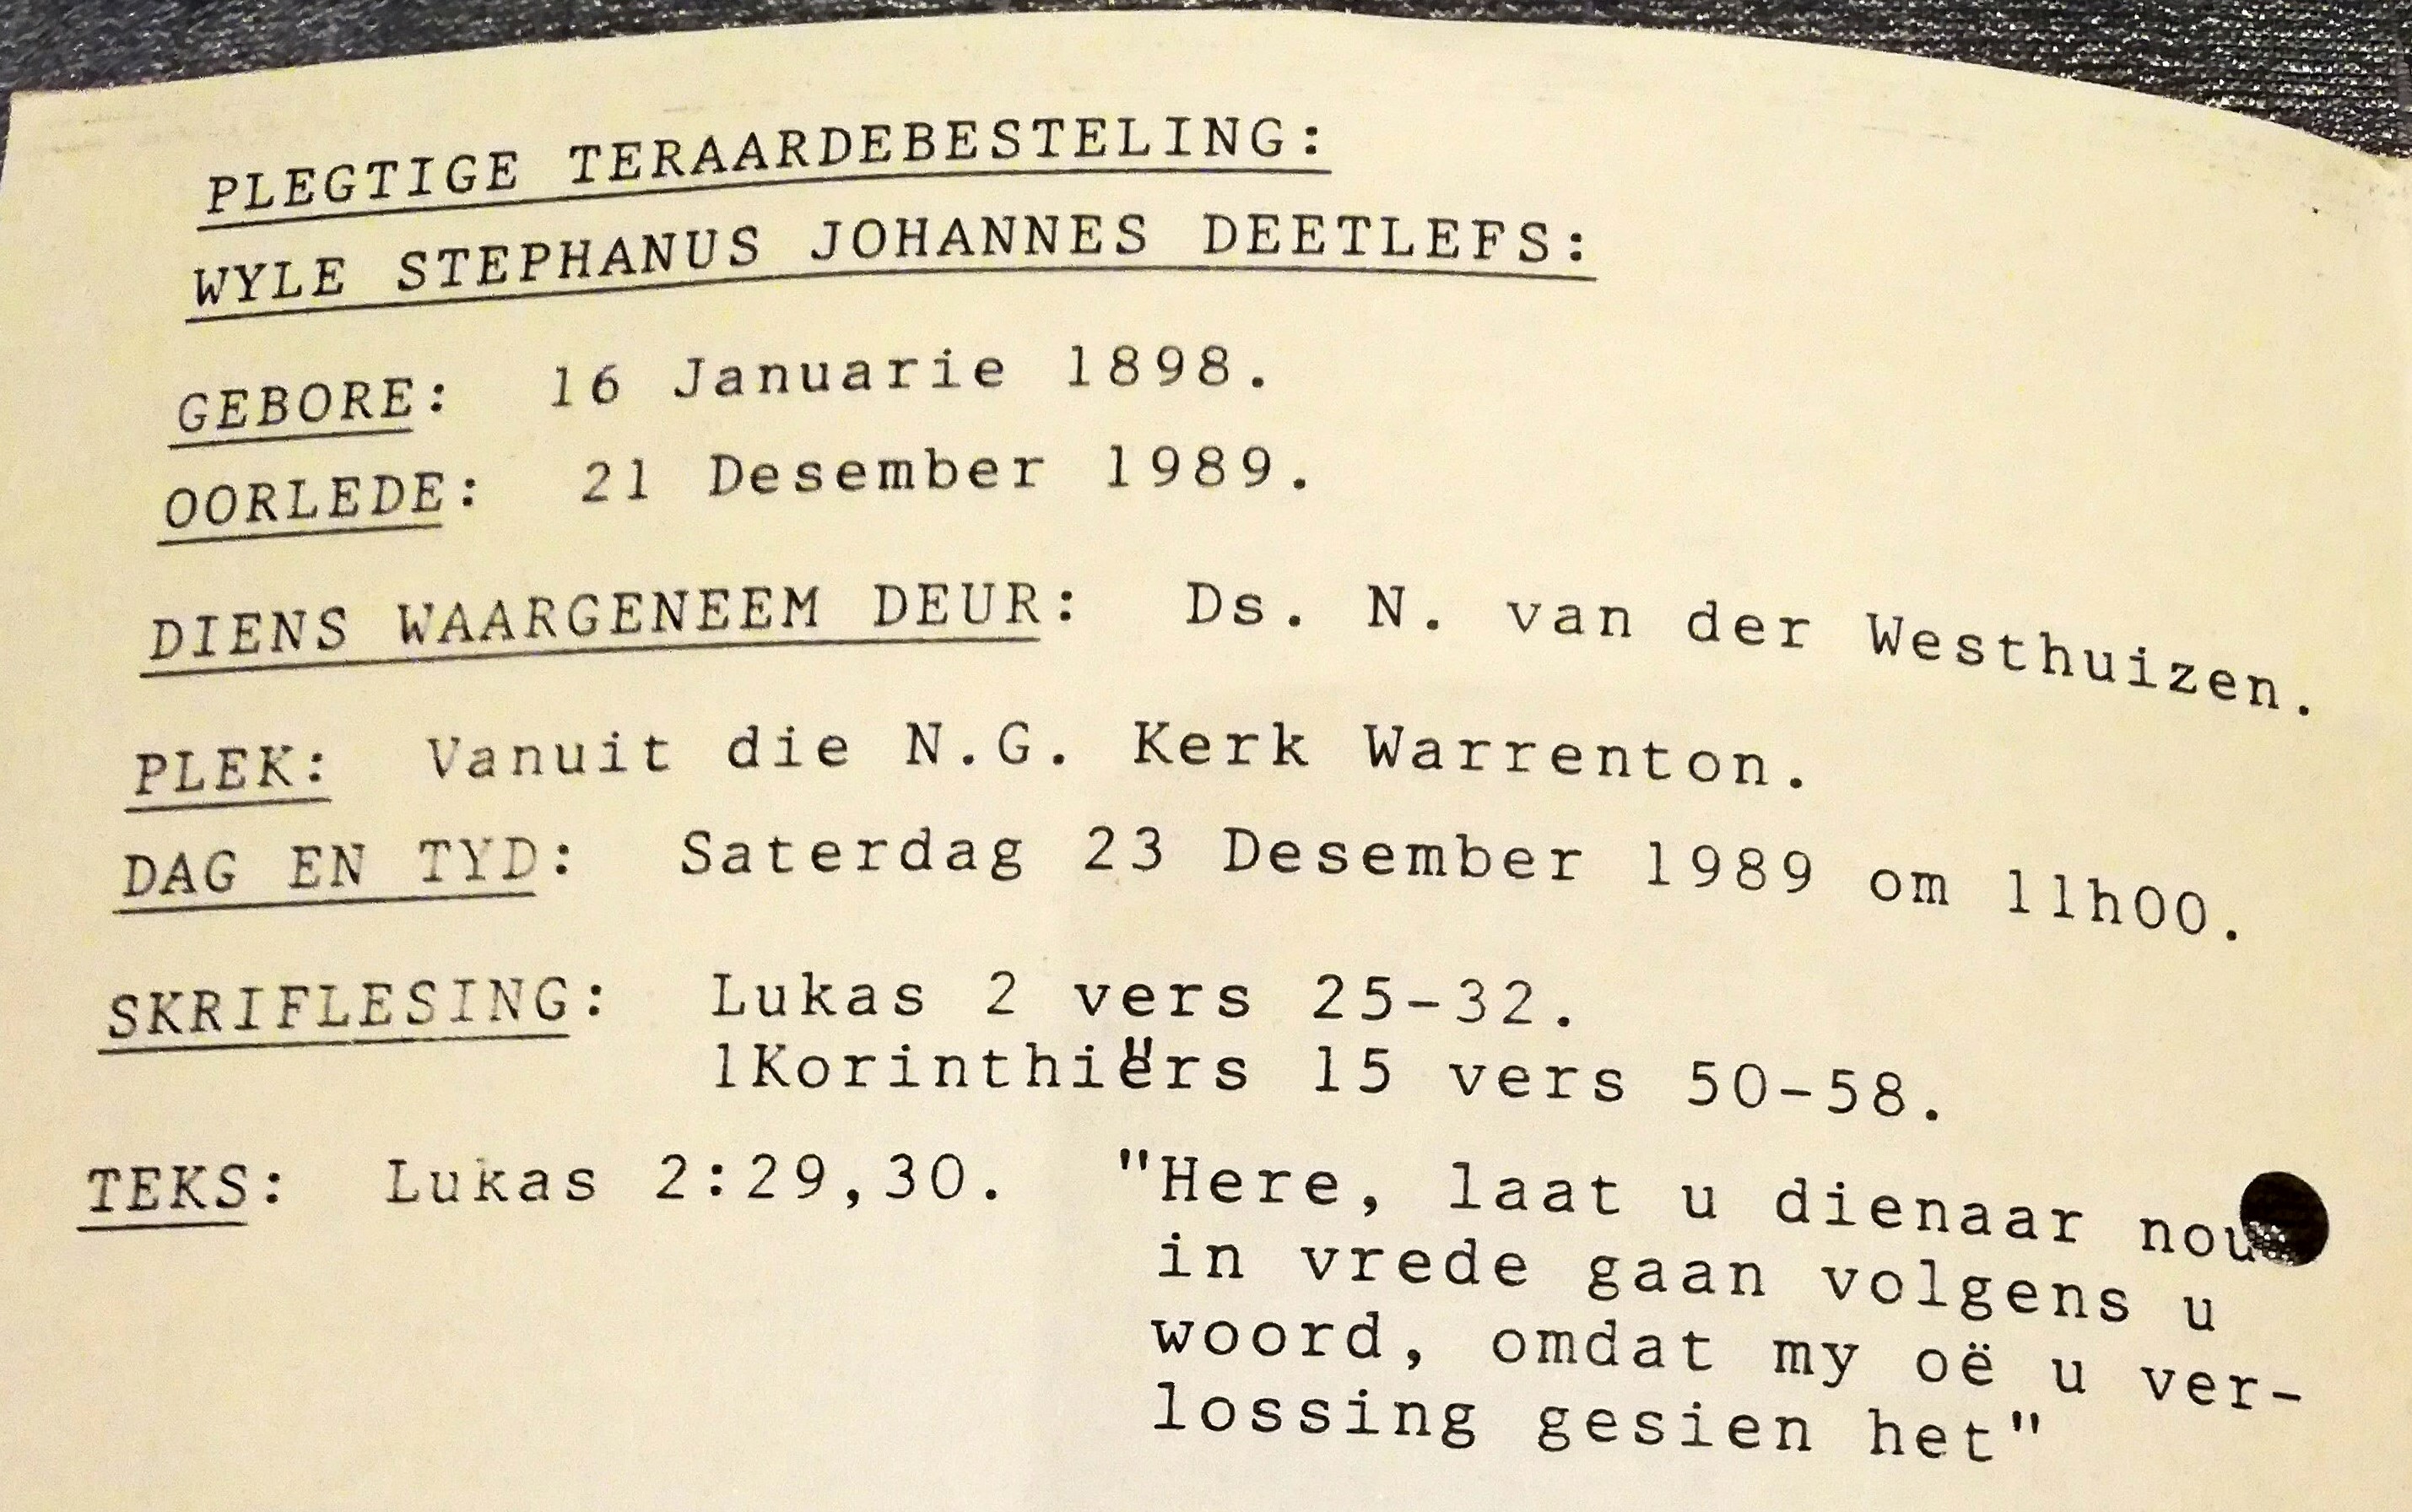 PLEGTIGE TERAARDEBESTELING:
WYLE STEPHANUS JOHANNES DEETLEFS:
GEBORE: 16 Januarie 1898.
OORLEDE: 21 Desember 1989.
DIENS WAARGENEEM DEUR: Ds. N. van der Westhuizen.
PLEK: Vanuit die N.G. Kerk Warrenton.
DAG EN TYD: Saterdag 23 Desember 1989 om 11h00.
SKRIFLESING: Lukas 2 vers 25-32.
1Korinthiërs 15 vers 50-58.
TEKS: Lukas 2:29,30. "Here, laat u dienaar nou
in vrede gaan volgens u
woord, omdat my oë u ver-
lossing gesien het"